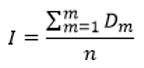 I = \frac{\sum_{m=1}^{m} D_m}{n}